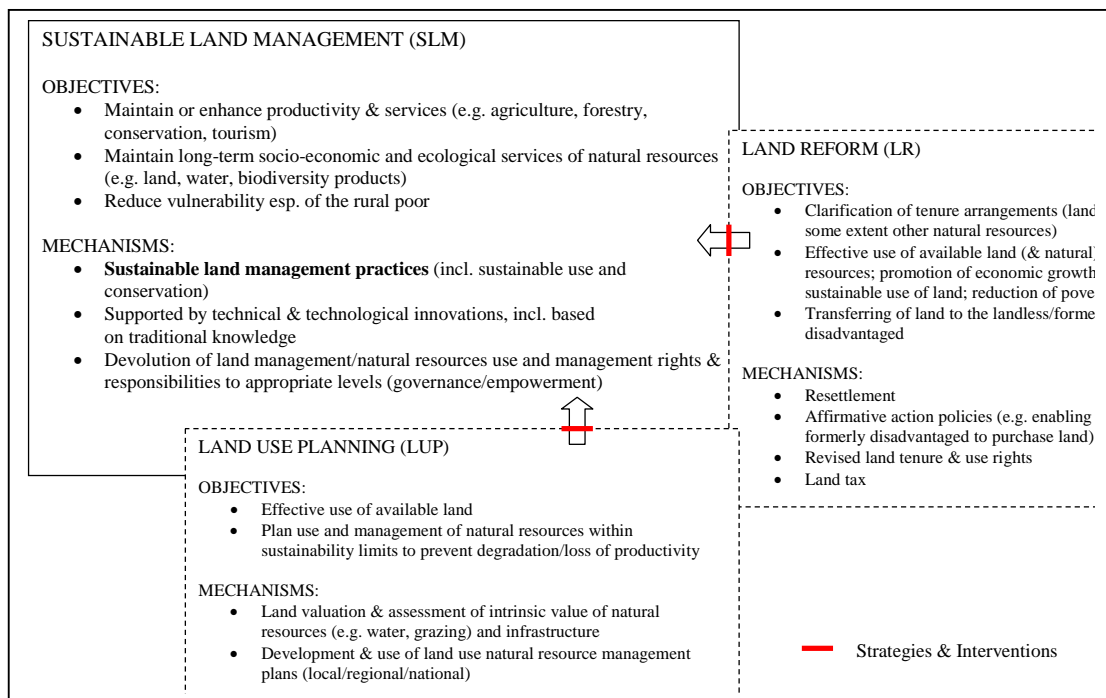 SUSTAINABLE LAND MANAGEMENT (SLM)
OBJECTIVES:
• Maintain or enhance productivity & services (e.g. agriculture, forestry,
conservation, tourism)
• Maintain long-term socio-economic and ecological services of natural resources
(e.g. land, water, biodiversity products)
• Reduce vulnerability esp. of the rural poor
MECHANISMS:
• Sustainable land management practices (incl. sustainable use and
conservation)
• Supported by technical & technological innovations, incl. based
on traditional knowledge
• Devolution of land management/natural resources use and management rights &
responsibilities to appropriate levels (governance/empowerment)
LAND REFORM (LR)
OBJECTIVES:
• Clarification of tenure arrangements (land
some extent other natural resources)
• Effective use of available land (& natural)
resources; promotion of economic growth
sustainable use of land; reduction of pove
• Transferring of land to the landless/forme
disadvantaged
MECHANISMS:
• Resettlement
• Affirmative action policies (e.g. enabling
formerly disadvantaged to purchase land)
• Revised land tenure & use rights
• Land tax
LAND USE PLANNING (LUP)
OBJECTIVES:
• Effective use of available land
• Plan use and management of natural resources within
sustainability limits to prevent degradation/loss of productivity
MECHANISMS:
• Land valuation & assessment of intrinsic value of natural
resources (e.g. water, grazing) and infrastructure
• Development & use of land use natural resource management
plans (local/regional/national)
Strategies & Interventions